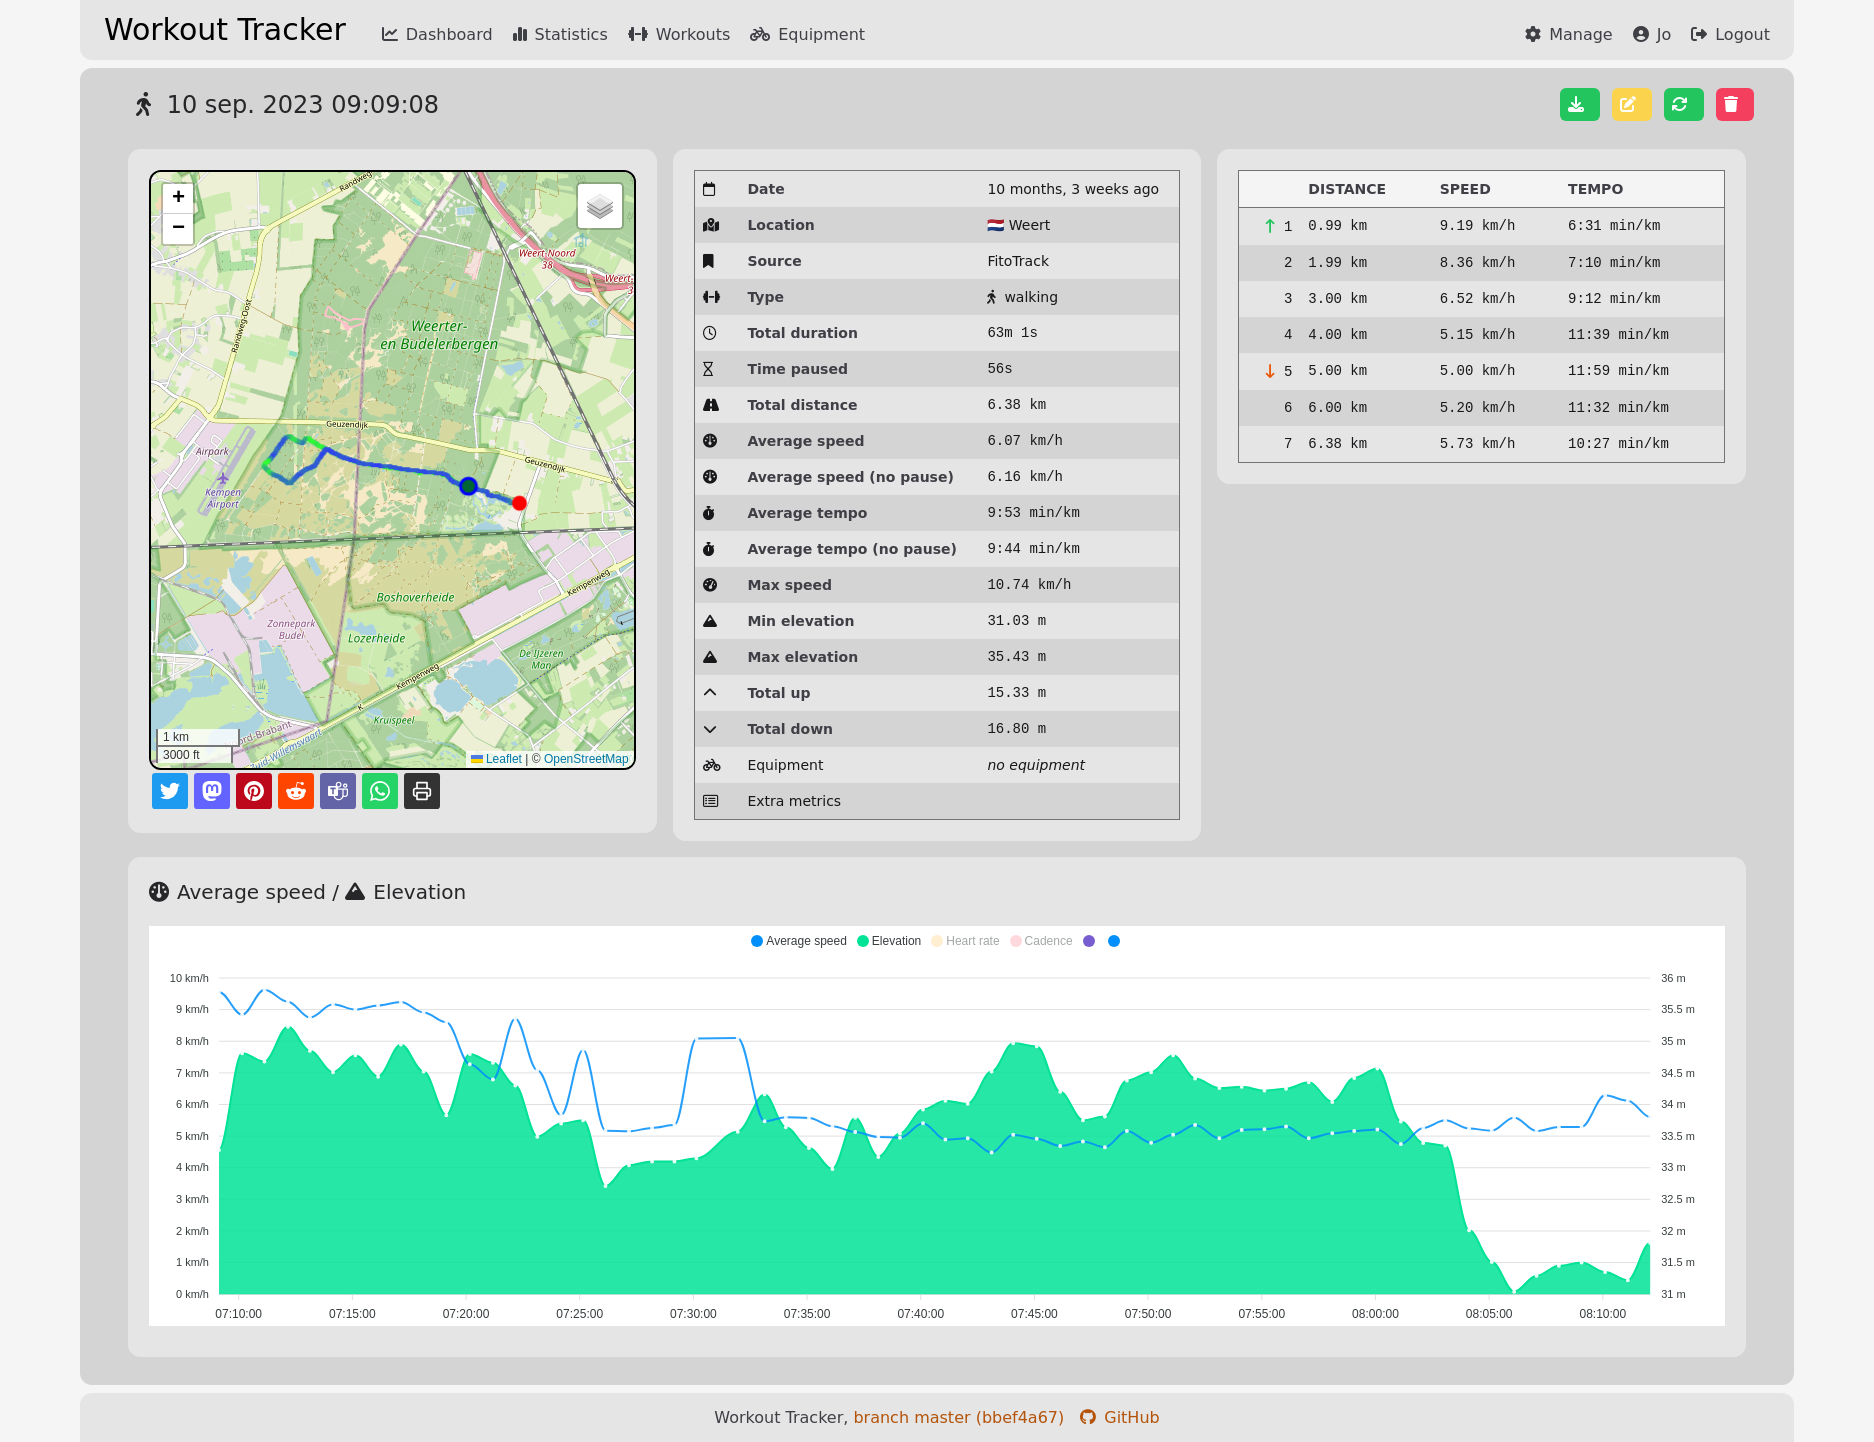 Workout Tracker Dashboard Statistics Workouts Equipment Manage Jo Logout
10 sep. 2023 09:09:08
+
−
Randweg
Weert-Noord
38
Weert-
Randweg-Oost
Weerter-
en Budelerbergen
Geuzendijk
Geuzendijk
Airpark
Kempen
Airport
Kempenweg
Boshoverheide
Zonnepark
Budel
Lozerheide
De IJzeren
Man
Kempenweg
Kruispeel
ord-Brabant
Zuid-Willemsvaart
1 km
3000 ft
Leaflet | © OpenStreetMap
Date 10 months, 3 weeks ago
Location Weert
Source FitoTrack
Type walking
Total duration 63m 1s
Time paused 56s
Total distance 6.38 km
Average speed 6.07 km/h
Average speed (no pause) 6.16 km/h
Average tempo 9:53 min/km
Average tempo (no pause) 9:44 min/km
Max speed 10.74 km/h
Min elevation 31.03 m
Max elevation 35.43 m
Total up 15.33 m
Total down 16.80 m
Equipment no equipment
Extra metrics
DISTANCE SPEED TEMPO
1 0.99 km 9.19 km/h 6:31 min/km
2 1.99 km 8.36 km/h 7:10 min/km
3 3.00 km 6.52 km/h 9:12 min/km
4 4.00 km 5.15 km/h 11:39 min/km
5 5.00 km 5.00 km/h 11:59 min/km
6 6.00 km 5.20 km/h 11:32 min/km
7 6.38 km 5.73 km/h 10:27 min/km
Average speed / Elevation
Average speed Elevation Heart rate Cadence
10 km/h 36 m
9 km/h 35.5 m
8 km/h 35 m
7 km/h 34.5 m
6 km/h 34 m
5 km/h 33.5 m
4 km/h 33 m
3 km/h 32.5 m
2 km/h 32 m
1 km/h 31.5 m
0 km/h 31 m
07:10:00 07:15:00 07:20:00 07:25:00 07:30:00 07:35:00 07:40:00 07:45:00 07:50:00 07:55:00 08:00:00 08:05:00 08:10:00
Workout Tracker, branch master (bbef4a67) GitHub